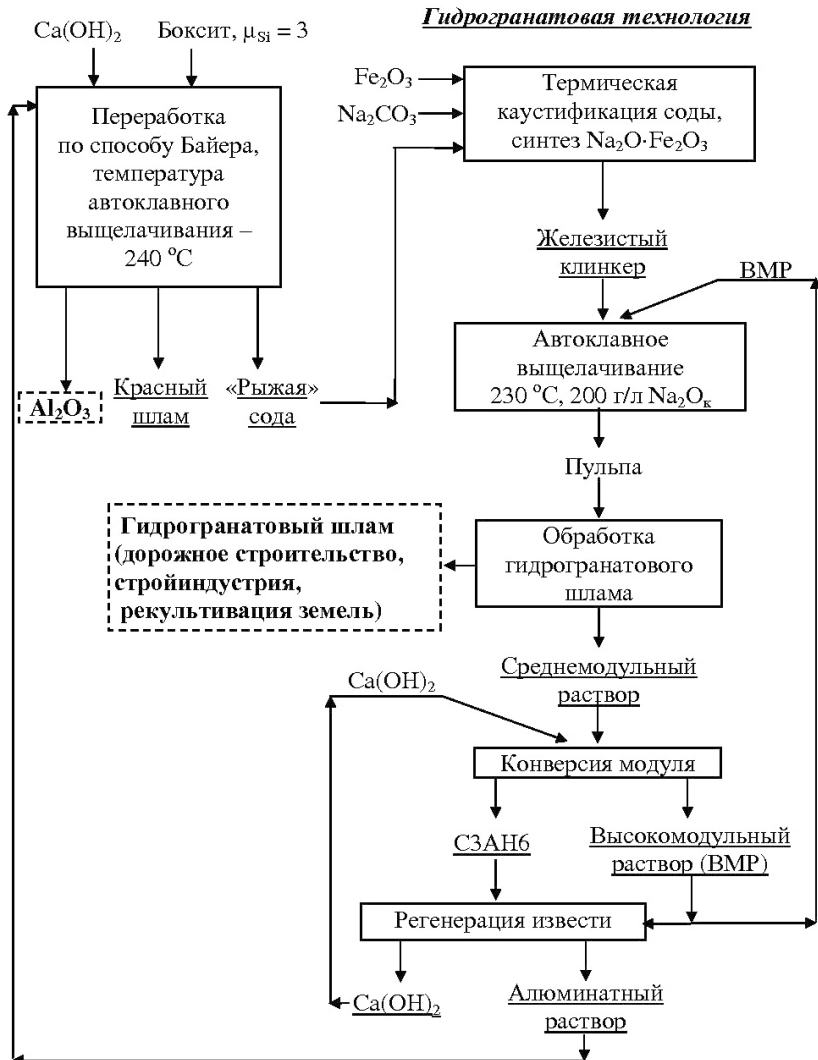 Гидрогранатовая технология
Ca(OH)₂
Боксит, μSi = 3
Переработка
по способу Байера,
температура
автоклавного
выщелачивания –
240 °С
Al₂O₃
Красный
шлам
«Рыжая»
сода
Fe₂O₃
Na₂CO₃
Термическая
каустификация соды,
синтез Na₂O·Fe₂O₃
Железистый
клинкер
ВМР
Автоклавное
выщелачивание
230 °С, 200 г/л Na₂Oк
Пульпа
Гидрогранатовый шлам
(дорожное строительство,
стройиндустрия,
рекультивация земель)
Обработка
гидрогранатового
шлама
Среднемодульный
раствор
Ca(OH)₂
Конверсия модуля
С3АН6
Высокомодульный
раствор (ВМР)
Регенерация извести
Ca(OH)₂
Алюминатный
раствор